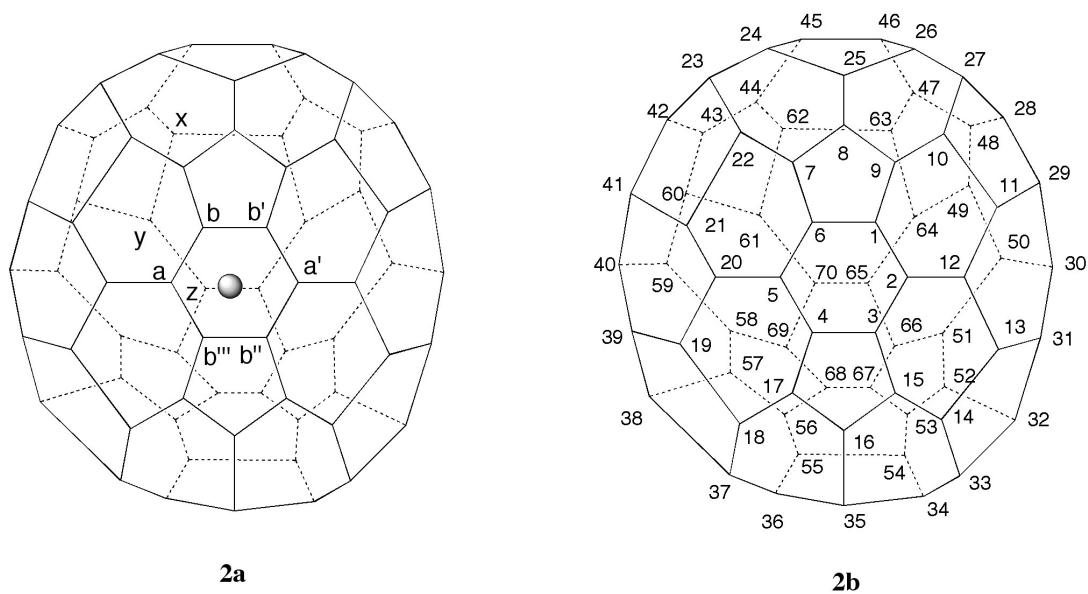 x
y
b b'
a a'
z
b''' b''
2a
45 46
24 26
23 25 27
44 47
42 43 62 63 28
8 48
22 7 9 10
41 60 11 29
21 61 6 1 64 49
50
40 59 20 70 65 2 12 30
5
58 4 3
39 69 66 51 13 31
19
57 68 67 52
17 15
38 56 53 14 32
18 16
55 54
37 33
36 35 34
2b